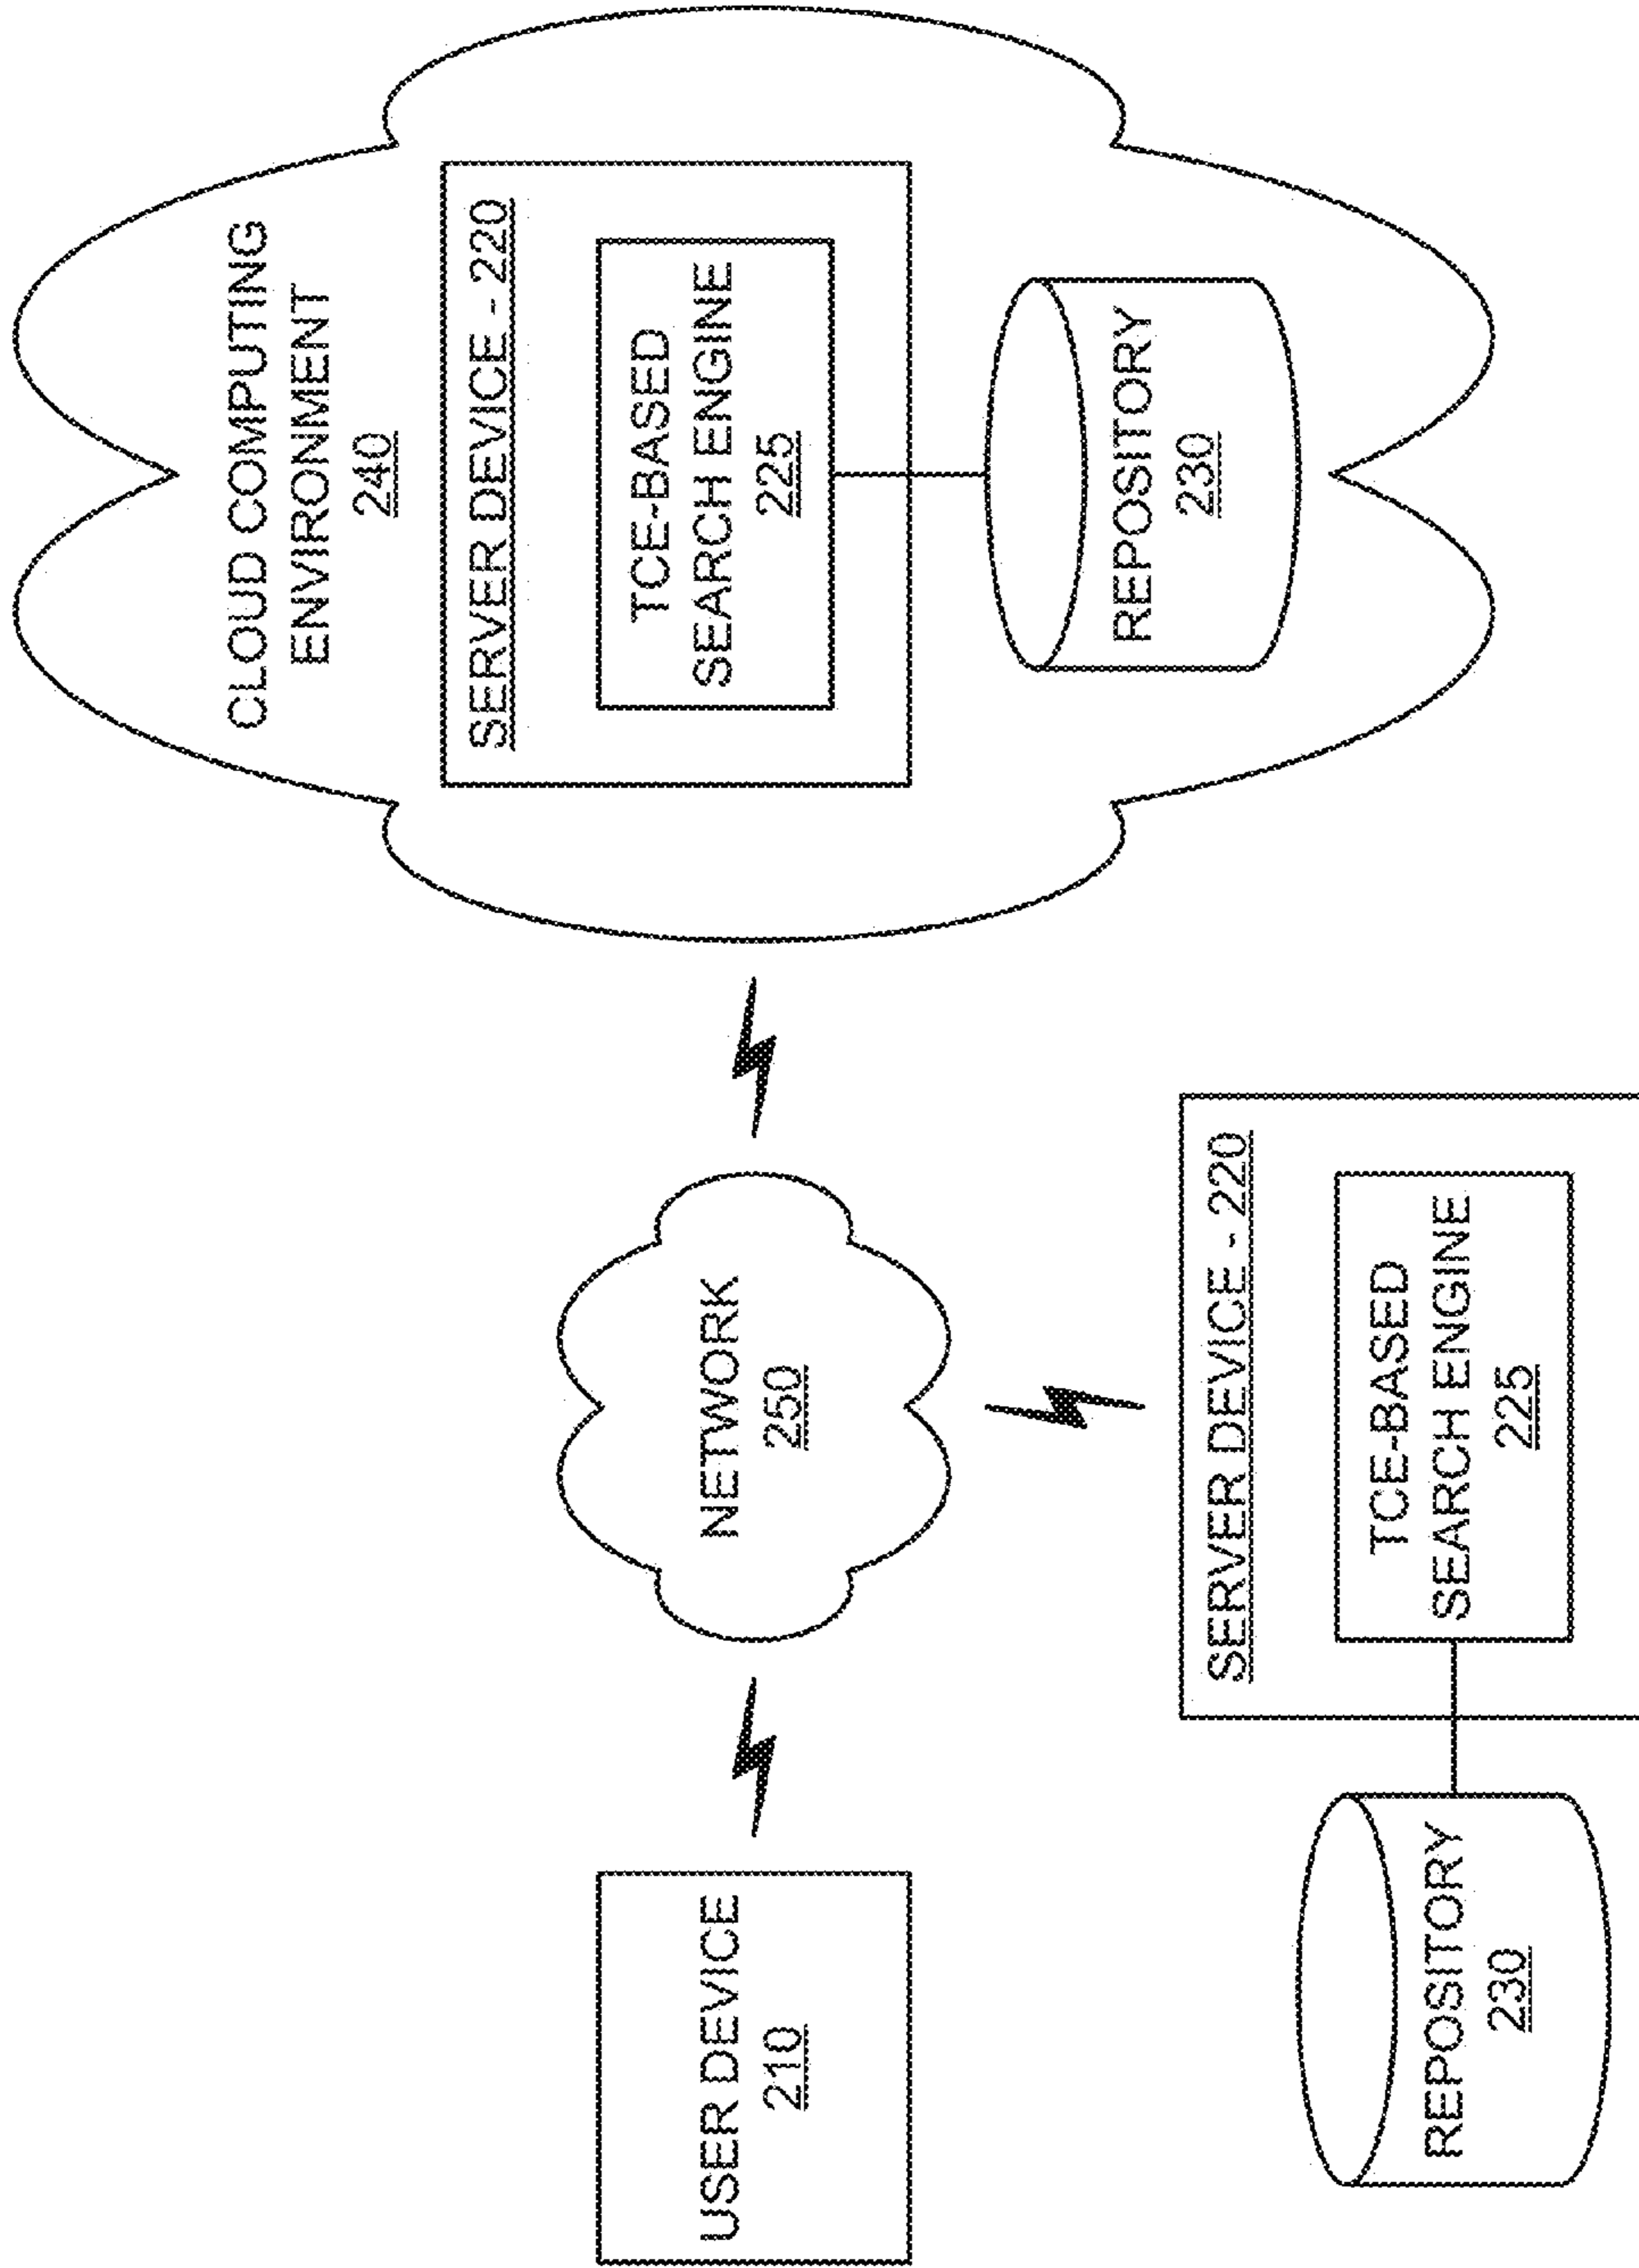 CLOUD COMPUTING
ENVIRONMENT
240
SERVER DEVICE - 220
TCE-BASED
SEARCH ENGINE
225
REPOSITORY
230
USER DEVICE
210
NETWORK
250
SERVER DEVICE - 220
TCE-BASED
SEARCH ENGINE
225
REPOSITORY
230